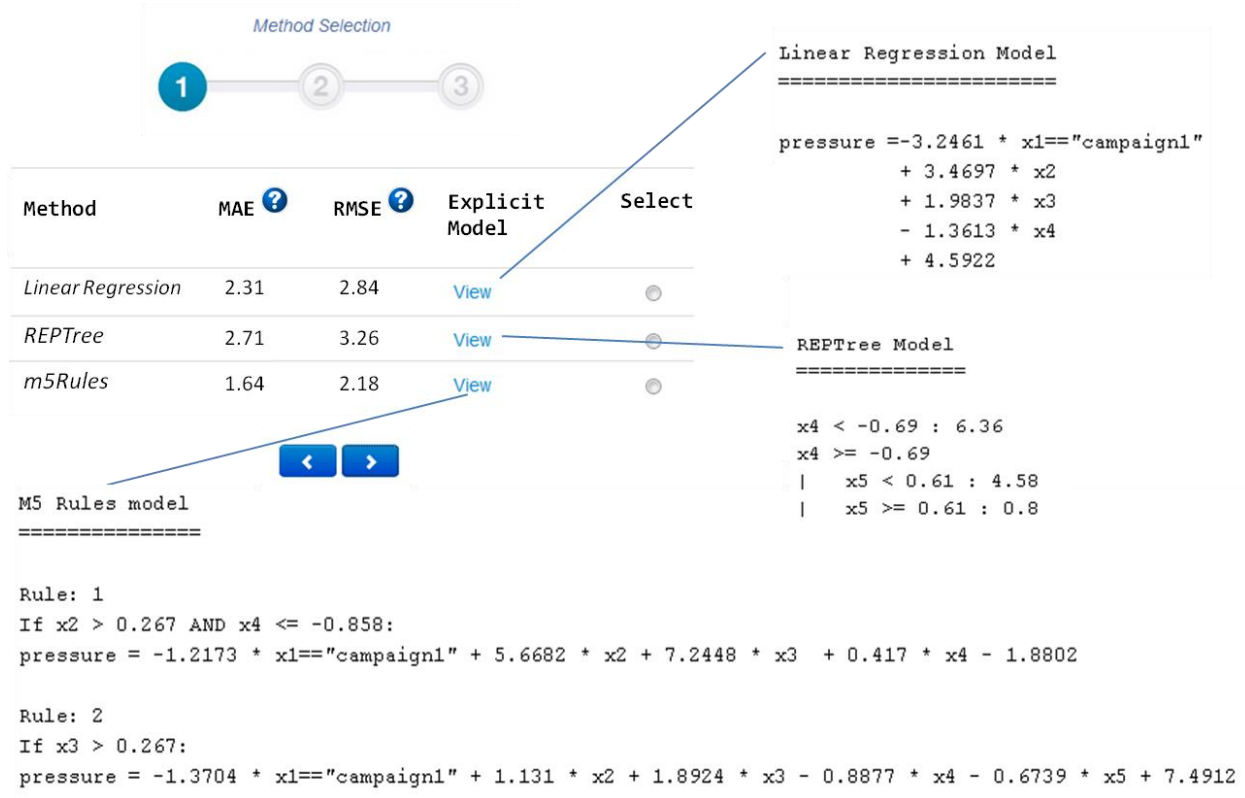 Method Selection
1 2 3
Method MAE ? RMSE ? Explicit Model Select
Linear Regression 2.31 2.84 View
REPTree 2.71 3.26 View
m5Rules 1.64 2.18 View
< >
Linear Regression Model
=======================
pressure =-3.2461 * x1=="campaign1"
+ 3.4697 * x2
+ 1.9837 * x3
- 1.3613 * x4
+ 4.5922
REPTree Model
==============
x4 < -0.69 : 6.36
x4 >= -0.69
|   x5 < 0.61 : 4.58
|   x5 >= 0.61 : 0.8
M5 Rules model
===============
Rule: 1
If x2 > 0.267 AND x4 <= -0.858:
pressure = -1.2173 * x1=="campaign1" + 5.6682 * x2 + 7.2448 * x3  + 0.417 * x4 - 1.8802
Rule: 2
If x3 > 0.267:
pressure = -1.3704 * x1=="campaign1" + 1.131 * x2 + 1.8924 * x3 - 0.8877 * x4 - 0.6739 * x5 + 7.4912